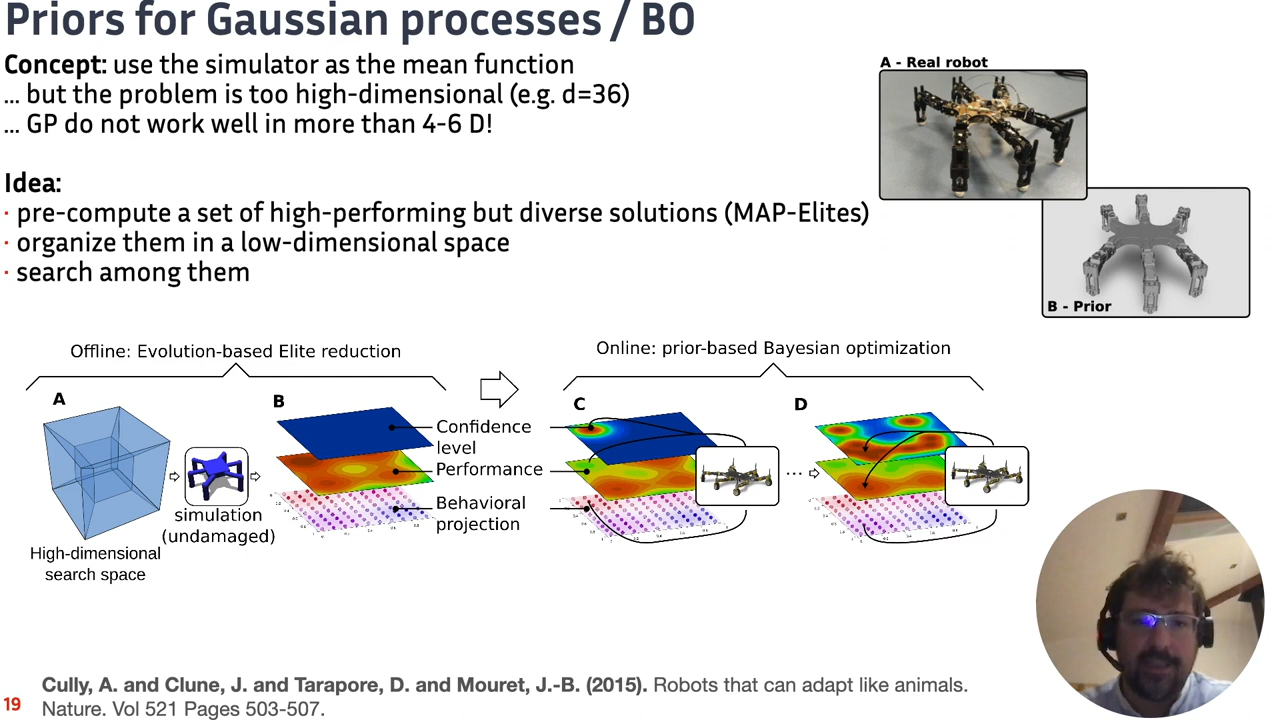 Priors for Gaussian processes / BO
Concept: use the simulator as the mean function
... but the problem is too high-dimensional (e.g. d=36)
... GP do not work well in more than 4-6 D!
Idea:
· pre-compute a set of high-performing but diverse solutions (MAP-Elites)
· organize them in a low-dimensional space
· search among them
A - Real robot
B - Prior
Offline: Evolution-based Elite reduction
Online: prior-based Bayesian optimization
A
B
C
D
Confidence
level
Performance
Behavioral
projection
...
simulation
(undamaged)
High-dimensional
search space
19
Cully, A. and Clune, J. and Tarapore, D. and Mouret, J.-B. (2015). Robots that can adapt like animals.
Nature. Vol 521 Pages 503-507.